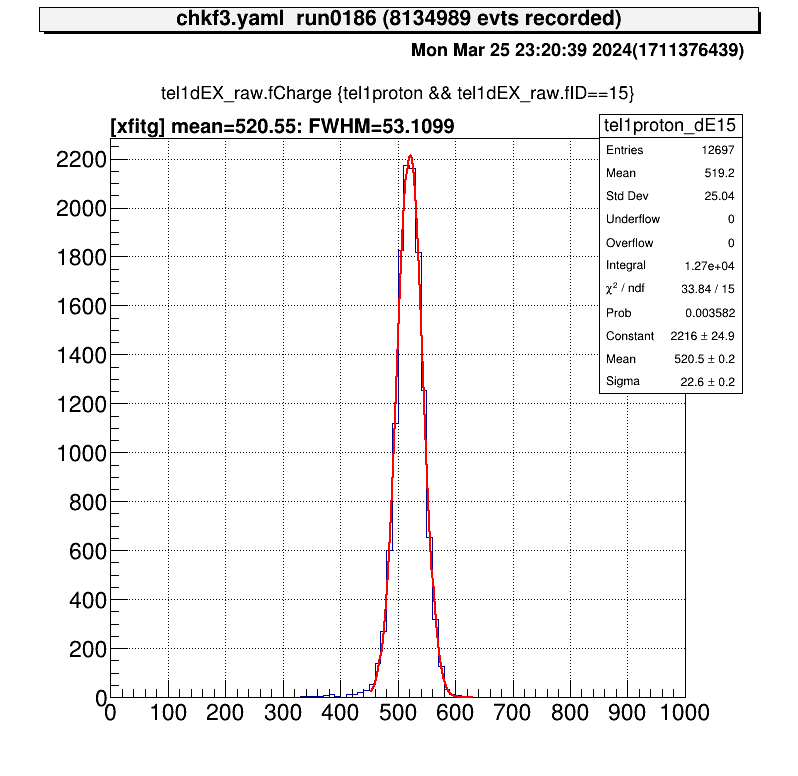 chkf3.yaml run0186 (8134989 evts recorded)
Mon Mar 25 23:20:39 2024(1711376439)
tel1dEX_raw.fCharge {tel1proton && tel1dEX_raw.fID==15}
[xfitg] mean=520.55: FWHM=53.1099
tel1proton_dE15
Entries 12697
Mean 519.2
Std Dev 25.04
Underflow 0
Overflow 0
Integral 1.27e+04
χ² / ndf 33.84 / 15
Prob 0.003582
Constant 2216 ± 24.9
Mean 520.5 ± 0.2
Sigma 22.6 ± 0.2
2200
2000
1800
1600
1400
1200
1000
800
600
400
200
0
0 100 200 300 400 500 600 700 800 900 1000